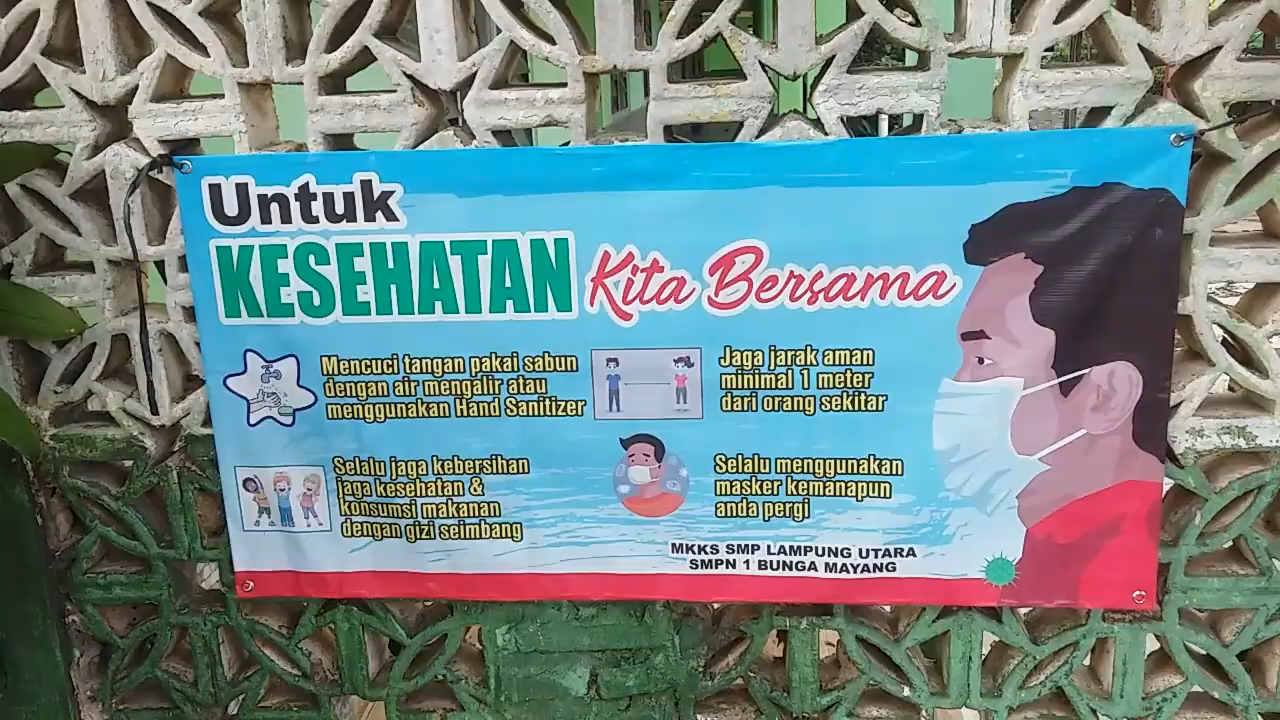 Untuk
KESEHATAN Kita Bersama
Mencuci tangan pakai sabun
dengan air mengalir atau
menggunakan Hand Sanitizer
Jaga jarak aman
minimal 1 meter
dari orang sekitar
Selalu jaga kebersihan
jaga kesehatan &
konsumsi makanan
dengan gizi seimbang
Selalu menggunakan
masker kemanapun
anda pergi
MKKS SMP LAMPUNG UTARA
SMPN 1 BUNGA MAYANG